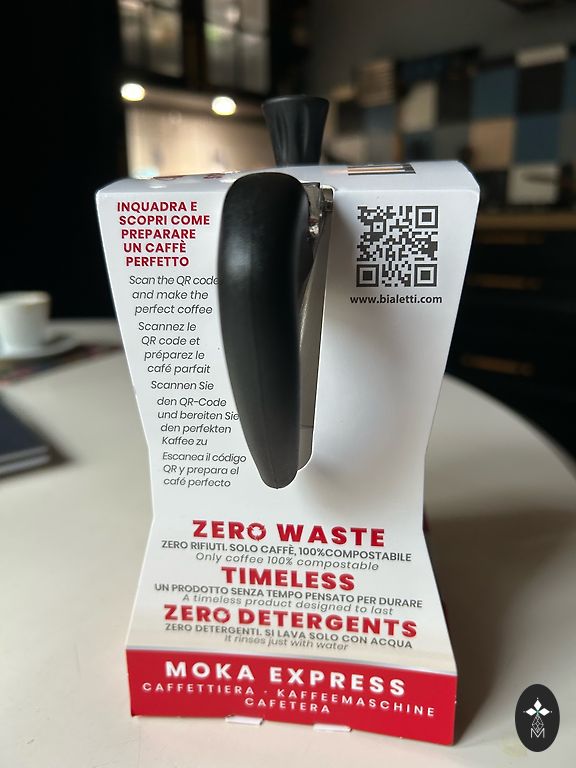 INQUADRA E
SCOPRI COME
PREPARARE
UN CAFFÈ
PERFETTO
Scan the QR code
and make the
perfect coffee
Scannez le
QR code et
préparez le
café parfait
Scannen Sie
den QR-Code
und bereiten Sie
den perfekten
Kaffee zu
Escanea il código
QR y prepara el
café perfecto
www.bialetti.com
ZERO WASTE
ZERO RIFIUTI. SOLO CAFFÈ, 100%COMPOSTABILE
Only coffee 100% compostable
TIMELESS
UN PRODOTTO SENZA TEMPO PENSATO PER DURARE
A timeless product designed to last
ZERO DETERGENTS
ZERO DETERGENTI. SI LAVA SOLO CON ACQUA
It rinses just with water
MOKA EXPRESS
CAFFETTIERA · KAFFEEMASCHINE
CAFETERA
M